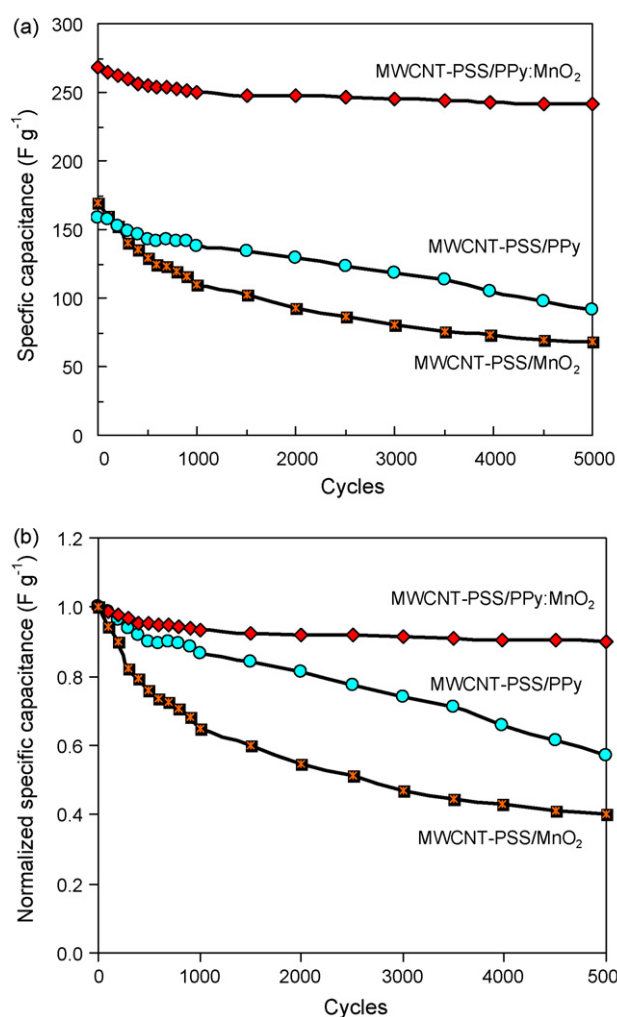 (a)
300
250
200
150
100
50
0
Specfic capacitance (F g⁻¹)
MWCNT-PSS/PPy:MnO₂
MWCNT-PSS/PPy
MWCNT-PSS/MnO₂
0 1000 2000 3000 4000 5000
Cycles
(b)
1.2
1.0
0.8
0.6
0.4
0.2
0.0
Normalized specific capacitance (F g⁻¹)
MWCNT-PSS/PPy:MnO₂
MWCNT-PSS/PPy
MWCNT-PSS/MnO₂
0 1000 2000 3000 4000 500
Cycles